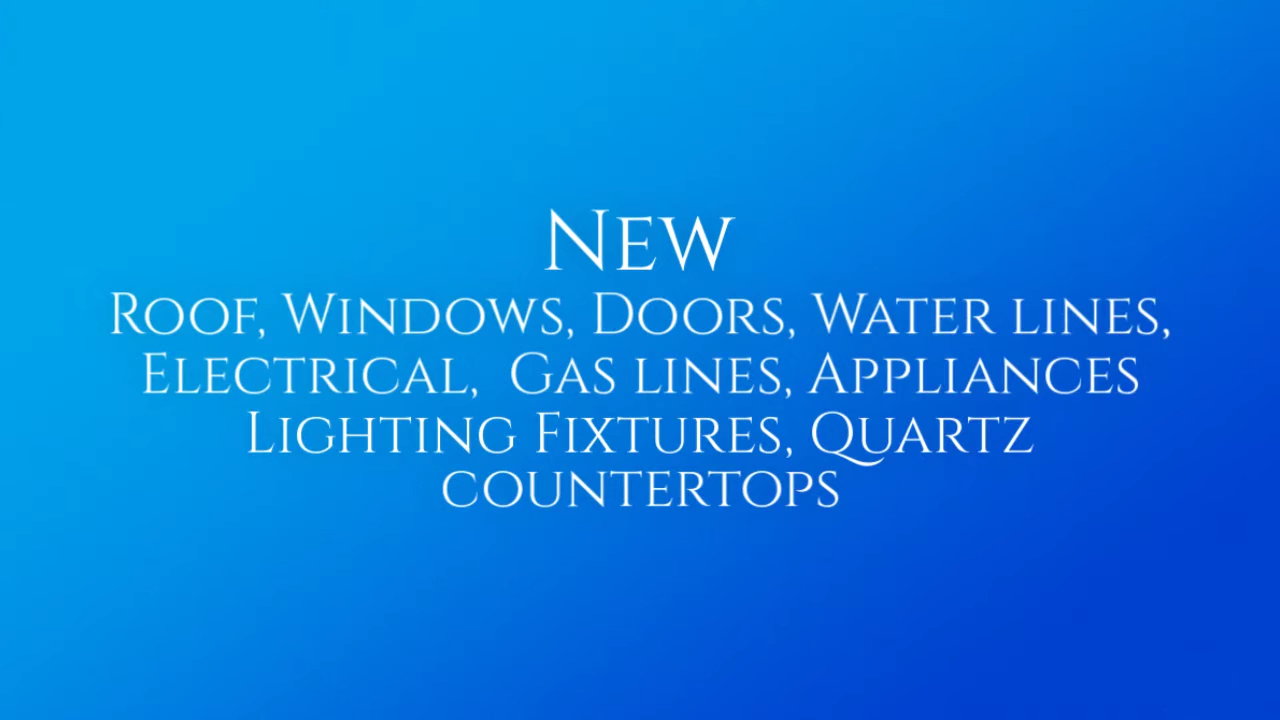 New
Roof, Windows, Doors, Water lines,
Electrical,  Gas lines, Appliances
Lighting Fixtures, Quartz
countertops